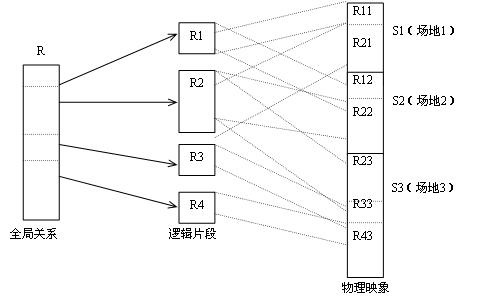 R
全局关系
R1
R2
R3
R4
逻辑片段
R11
R21
R12
R22
R23
R33
R43
物理映象
S1（场地1）
S2（场地2）
S3（场地3）